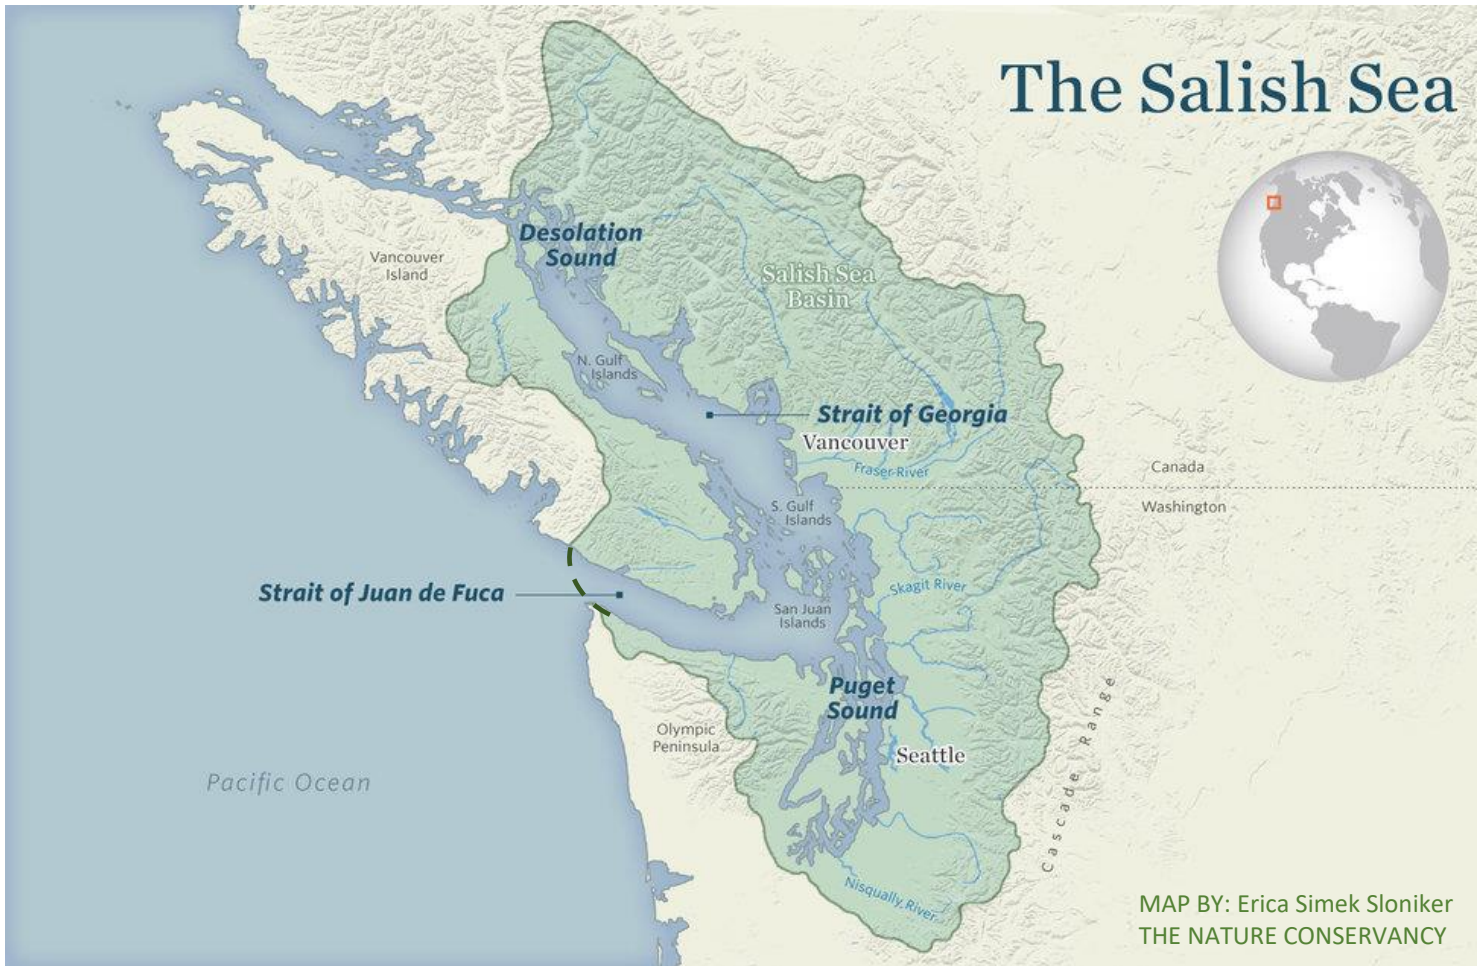 The Salish Sea
Desolation
Sound
Vancouver
Island
Salish Sea
Basin
N. Gulf
Islands
Strait of Georgia
Vancouver
Fraser River
Canada
Washington
S. Gulf
Islands
Strait of Juan de Fuca
Skagit River
San Juan
Islands
Puget
Sound
Olympic
Peninsula
Seattle
Cascade Range
Pacific Ocean
Nisqually River
MAP BY: Erica Simek Sloniker
THE NATURE CONSERVANCY